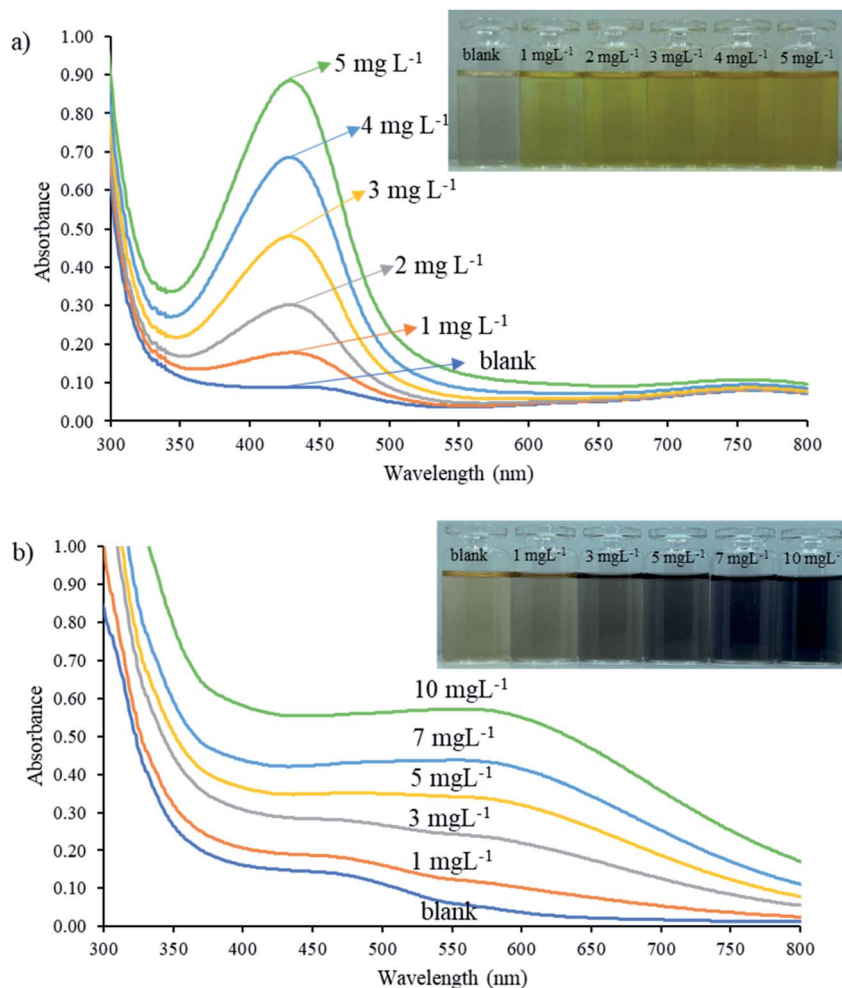 a)
blank 1 mgL⁻¹ 2 mgL⁻¹ 3 mgL⁻¹ 4 mgL⁻¹ 5 mgL⁻¹
1.00
0.90
0.80
0.70
0.60
0.50
0.40
0.30
0.20
0.10
0.00
Absorbance
5 mg L⁻¹
4 mg L⁻¹
3 mg L⁻¹
2 mg L⁻¹
1 mg L⁻¹
blank
300 350 400 450 500 550 600 650 700 750 800
Wavelength (nm)
b)
blank 1 mgL⁻¹ 3 mgL⁻¹ 5 mgL⁻¹ 7 mgL⁻¹ 10 mgL⁻¹
1.00
0.90
0.80
0.70
0.60
0.50
0.40
0.30
0.20
0.10
0.00
Absorbance
10 mgL⁻¹
7 mgL⁻¹
5 mgL⁻¹
3 mgL⁻¹
1 mgL⁻¹
blank
300 350 400 450 500 550 600 650 700 750 800
Wavelength (nm)